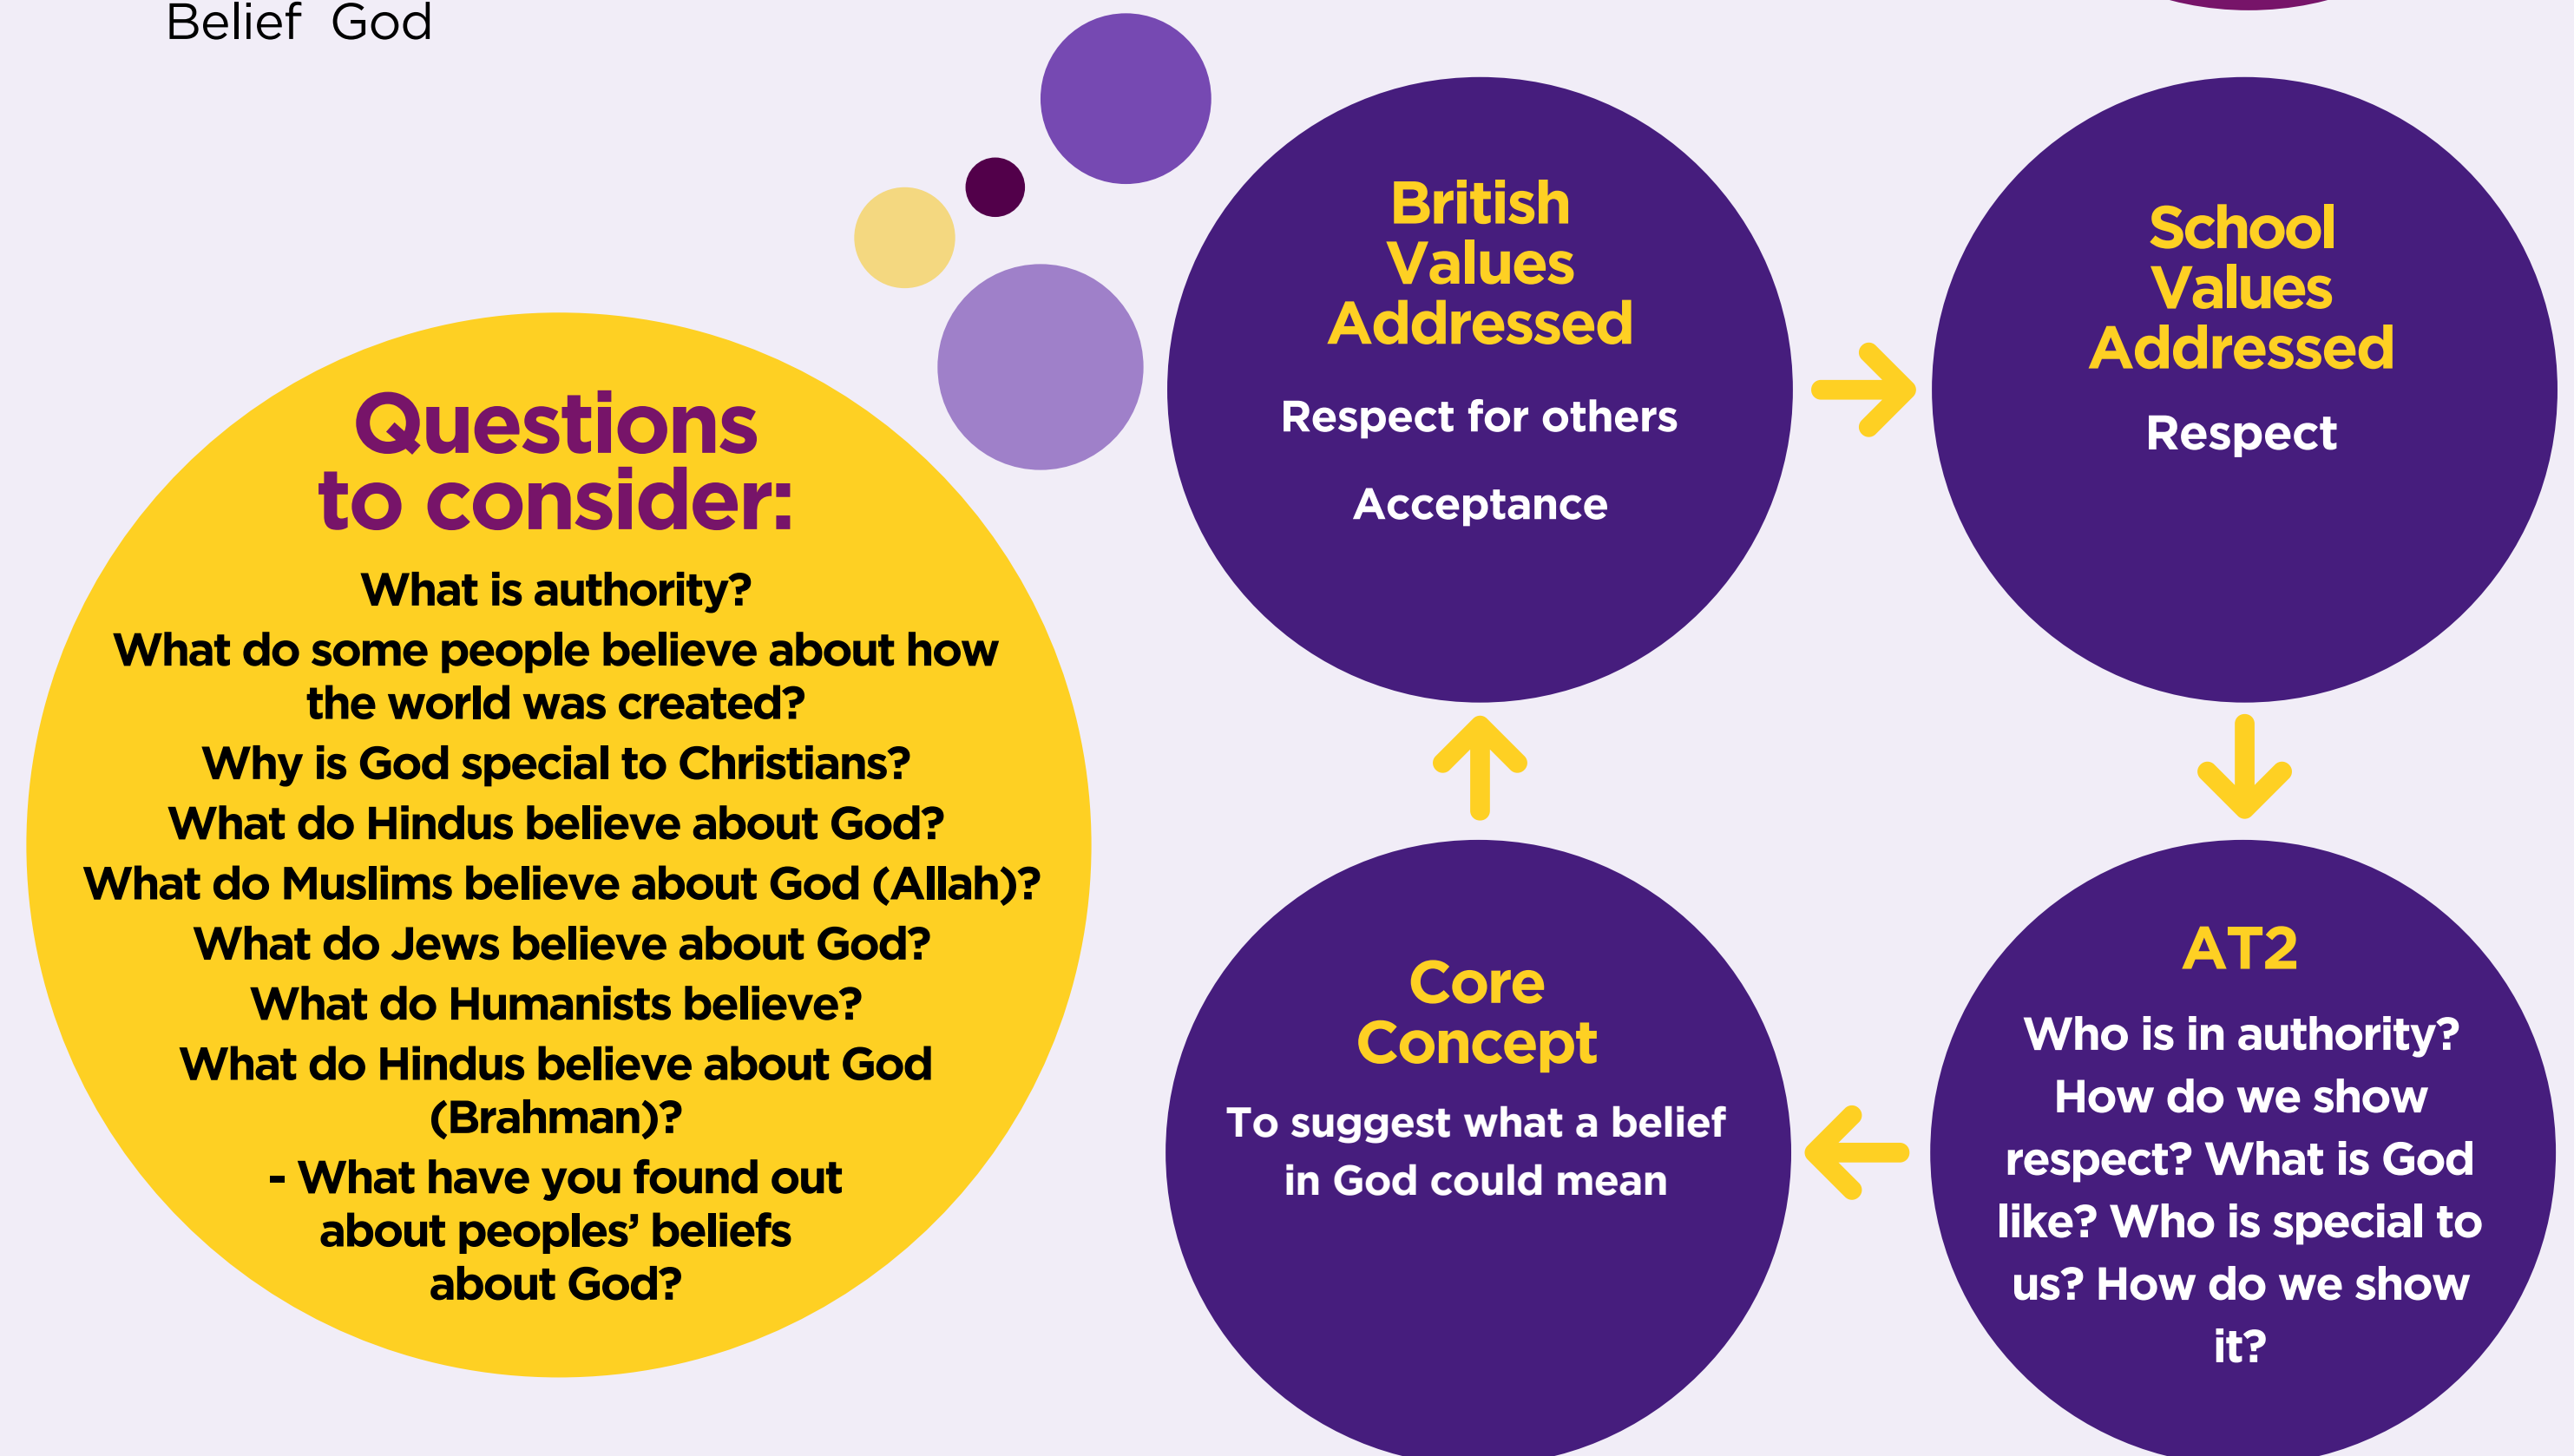 Belief God
Questions
to consider:
What is authority?
What do some people believe about how
the world was created?
Why is God special to Christians?
What do Hindus believe about God?
What do Muslims believe about God (Allah)?
What do Jews believe about God?
What do Humanists believe?
What do Hindus believe about God
(Brahman)?
- What have you found out
about peoples’ beliefs
about God?
British
Values
Addressed
Respect for others
Acceptance
School
Values
Addressed
Respect
AT2
Who is in authority?
How do we show
respect? What is God
like? Who is special to
us? How do we show
it?
Core
Concept
To suggest what a belief
in God could mean